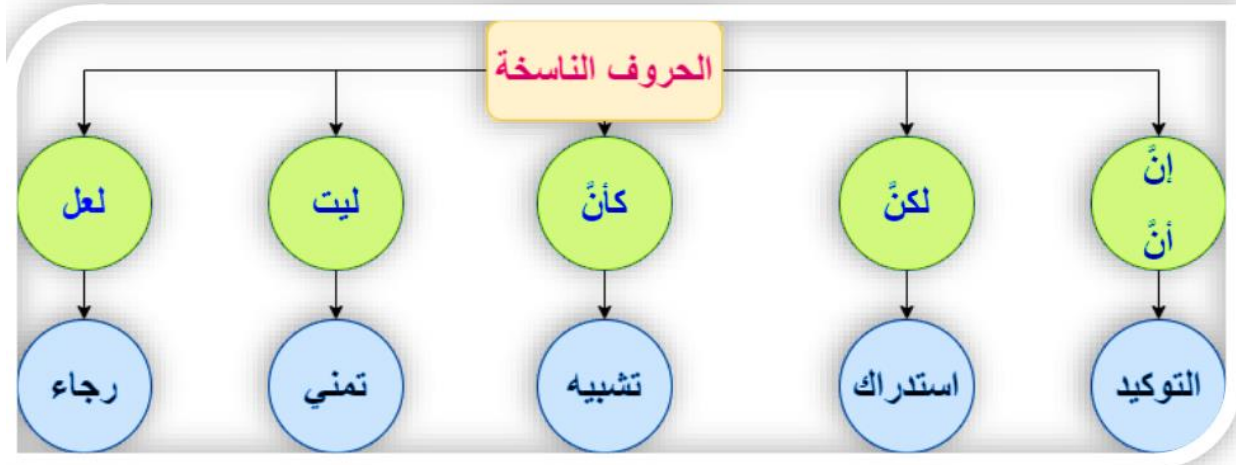 الحروف الناسخة
إنَّ
أنَّ
لكنَّ
كأنَّ
ليت
لعل
التوكيد
استدراك
تشبيه
تمني
رجاء